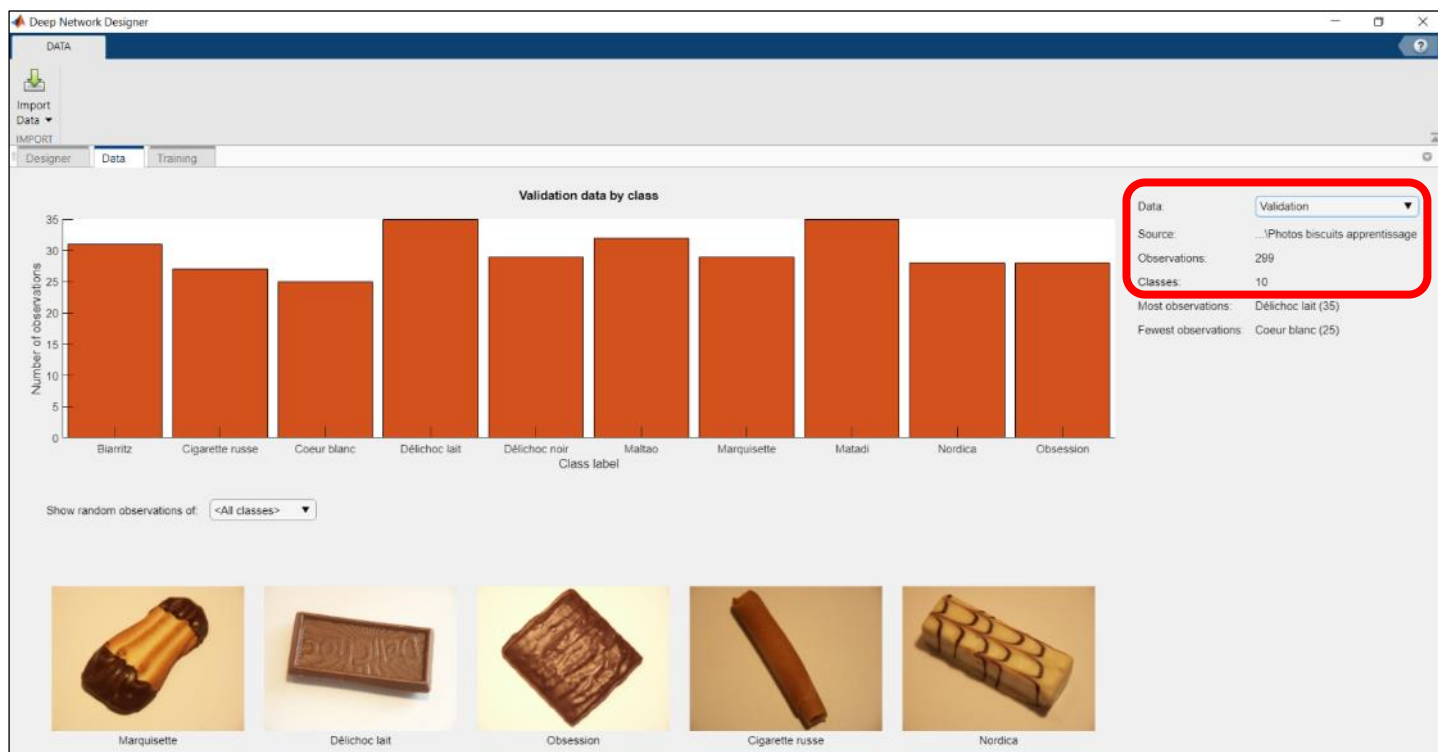 Deep Network Designer
DATA
Import
Data
IMPORT
Designer Data Training
Validation data by class
35
30
25
20
15
10
5
0
Number of observations
Biarritz Cigarette russe Coeur blanc Délichoc lait Délichoc noir Maltao Marquisette Matadi Nordica Obsession
Class label
Data: Validation
Source: ...\Photos biscuits apprentissage
Observations: 299
Classes: 10
Most observations: Délichoc lait (35)
Fewest observations: Coeur blanc (25)
Show random observations of: <All classes>
DéLiCHOC
Marquisette Délichoc lait Obsession Cigarette russe Nordica